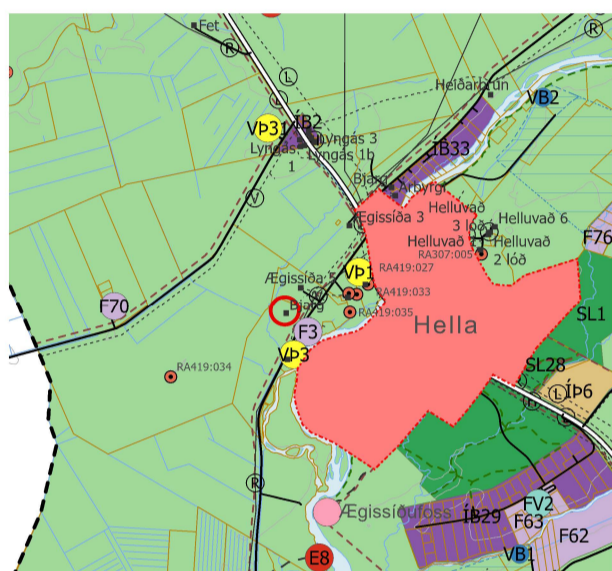 Fet
R
R
L
L
Heiðarbrún
VB2
VÞ31
ÍB2
Lyngás 3
Lyngás
1
Lyngás 1b
ÍB33
Bjarg
Árbyrgi
V
Ægissíða 3
Helluvað
3 lóð
Helluvað 6
Helluvað
Helluvað
2 lóð
RA307:005
F76
VÞ1
RA419:027
Ægissíða
RA419:033
RA419:035
Bjarg
F70
F3
Hella
SL1
VÞ3
SL28
RA419:034
L
ÍÞ6
R
Ægissíðufoss
ÍB29
FV2
F63
F62
E8
VB1